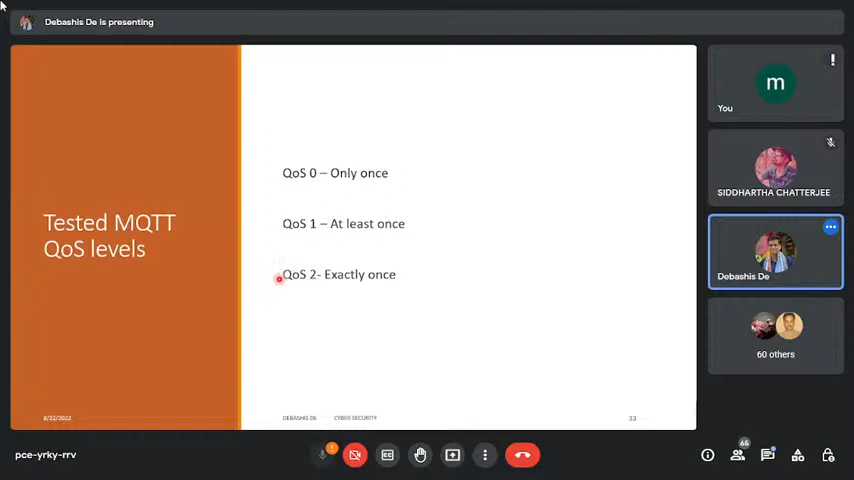 Debashis De is presenting
Tested MQTT
QoS levels
QoS 0 – Only once
QoS 1 – At least once
QoS 2- Exactly once
8/22/2022
DEBASHIS DE
CYBER SECURITY
33
m
You
SIDDHARTHA CHATTERJEE
Debashis De
60 others
pce-yrky-rrv
65